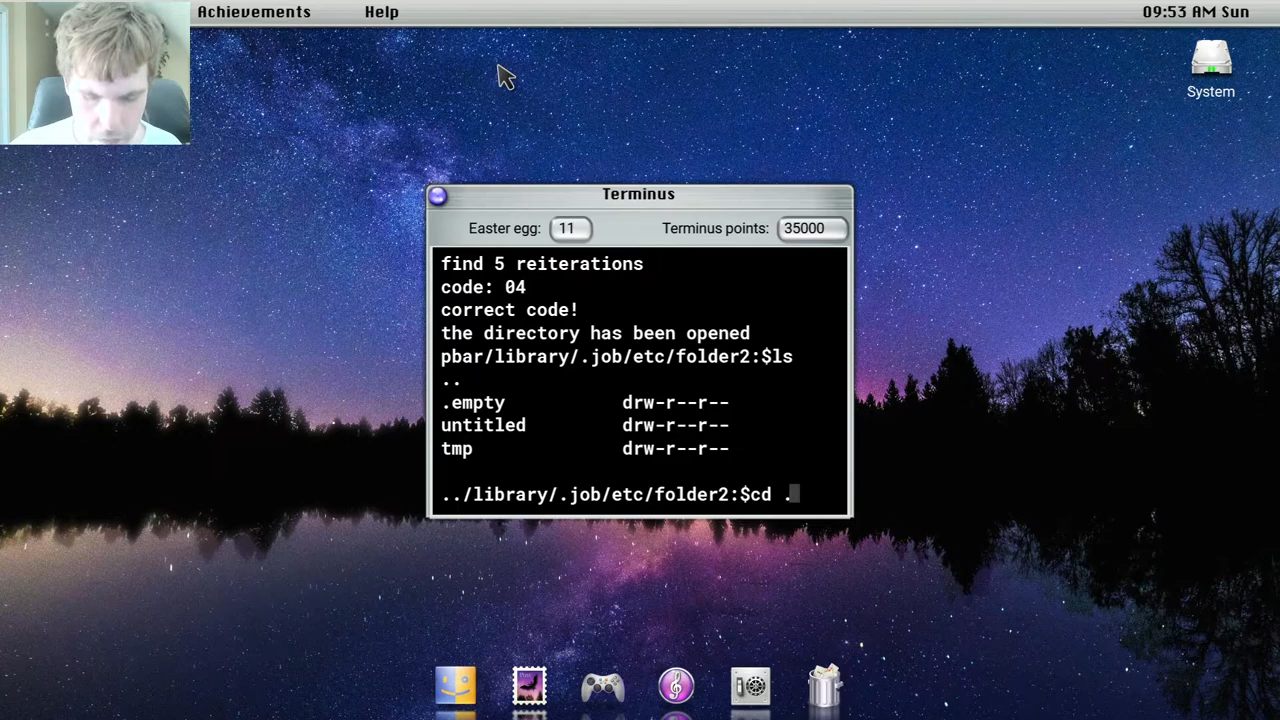 Achievements Help 09:53 AM Sun
System
Terminus
Easter egg: 11 Terminus points: 35000
find 5 reiterations
code: 04
correct code!
the directory has been opened
pbar/library/.job/etc/folder2:$ls
..
.empty drw-r--r--
untitled drw-r--r--
tmp drw-r--r--
../library/.job/etc/folder2:$cd .